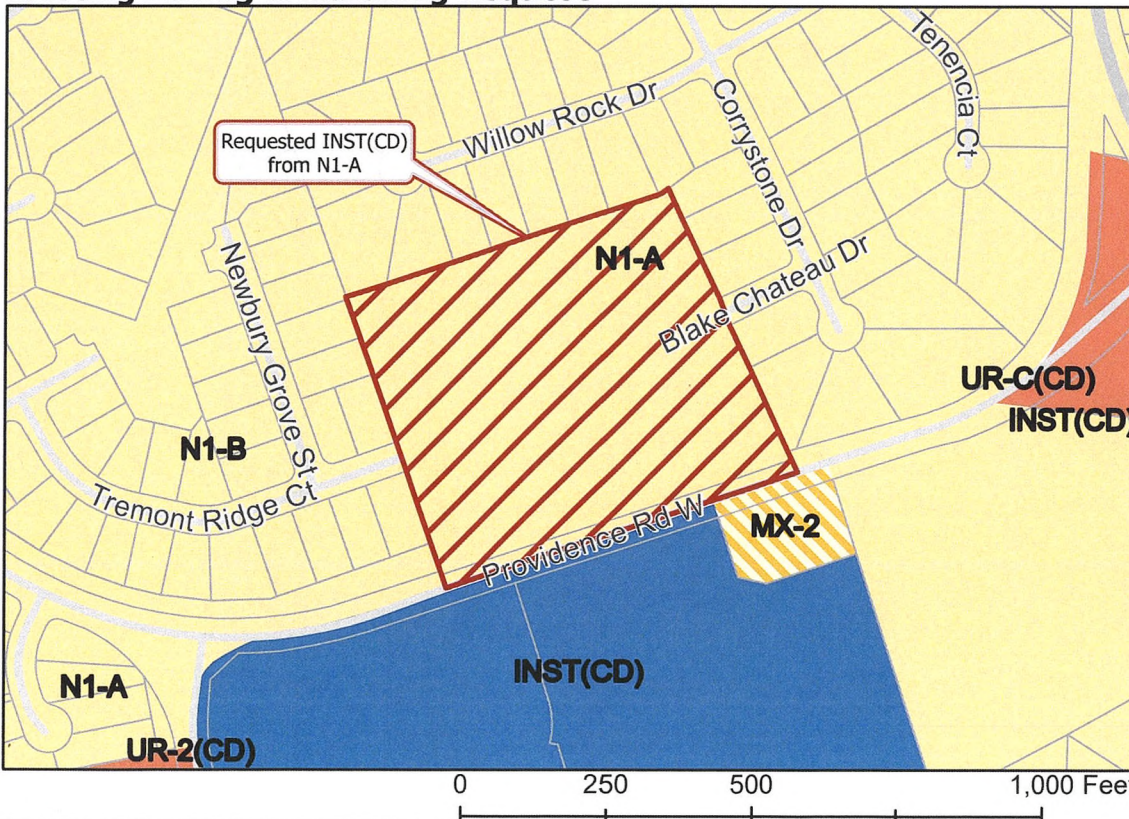 Tenencia Ct
Willow Rock Dr
Corrystone Dr
Requested INST(CD)
from N1-A
N1-A
Newbury Grove St
Blake Chateau Dr
UR-C(CD)
INST(CD)
N1-B
Tremont Ridge Ct
Providence Rd W
MX-2
INST(CD)
N1-A
UR-2(CD)
0 250 500 1,000 Feet